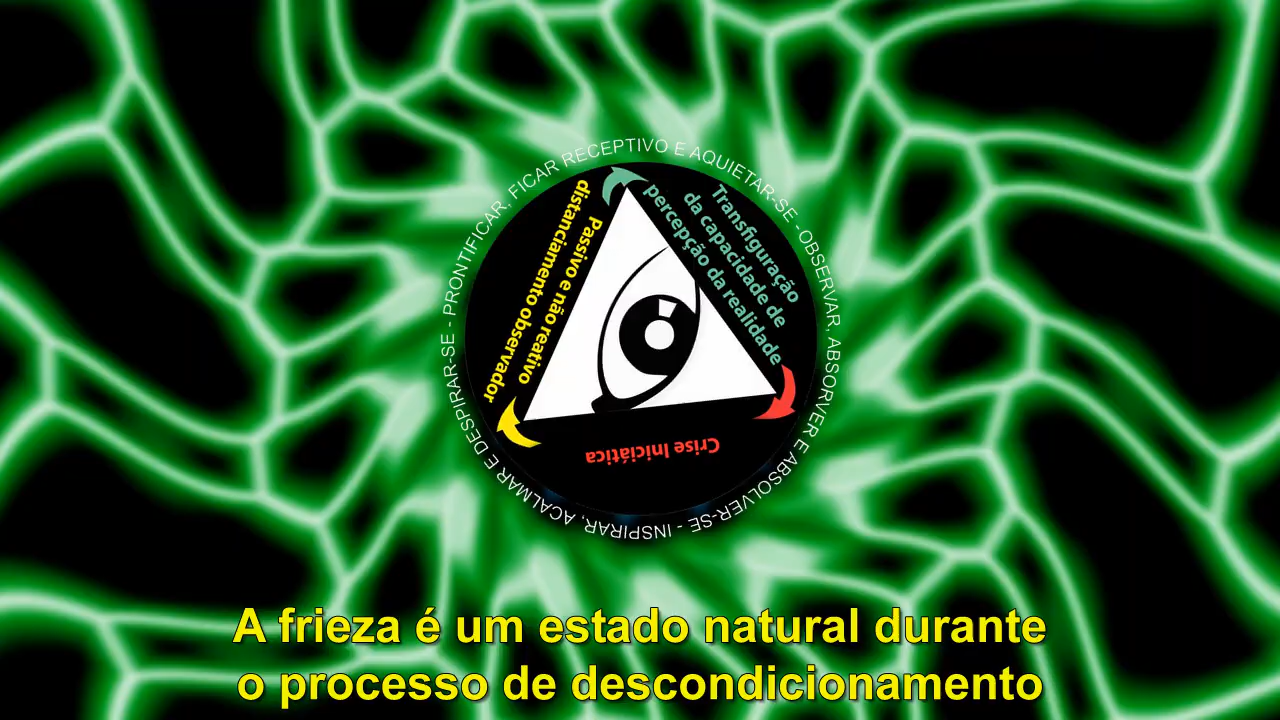 PRONTIFICAR, FICAR RECEPTIVO E AQUIETAR-SE - OBSERVAR, ABSORVER E ABSOLVER-SE - INSPIRAR, ACALMAR E DESPIRAR-SE -
Passivo e não reativo
distanciamento observador
Transfiguração
da capacidade de
percepção da realidade
Crise Iniciática
A frieza é um estado natural durante
o processo de descondicionamento